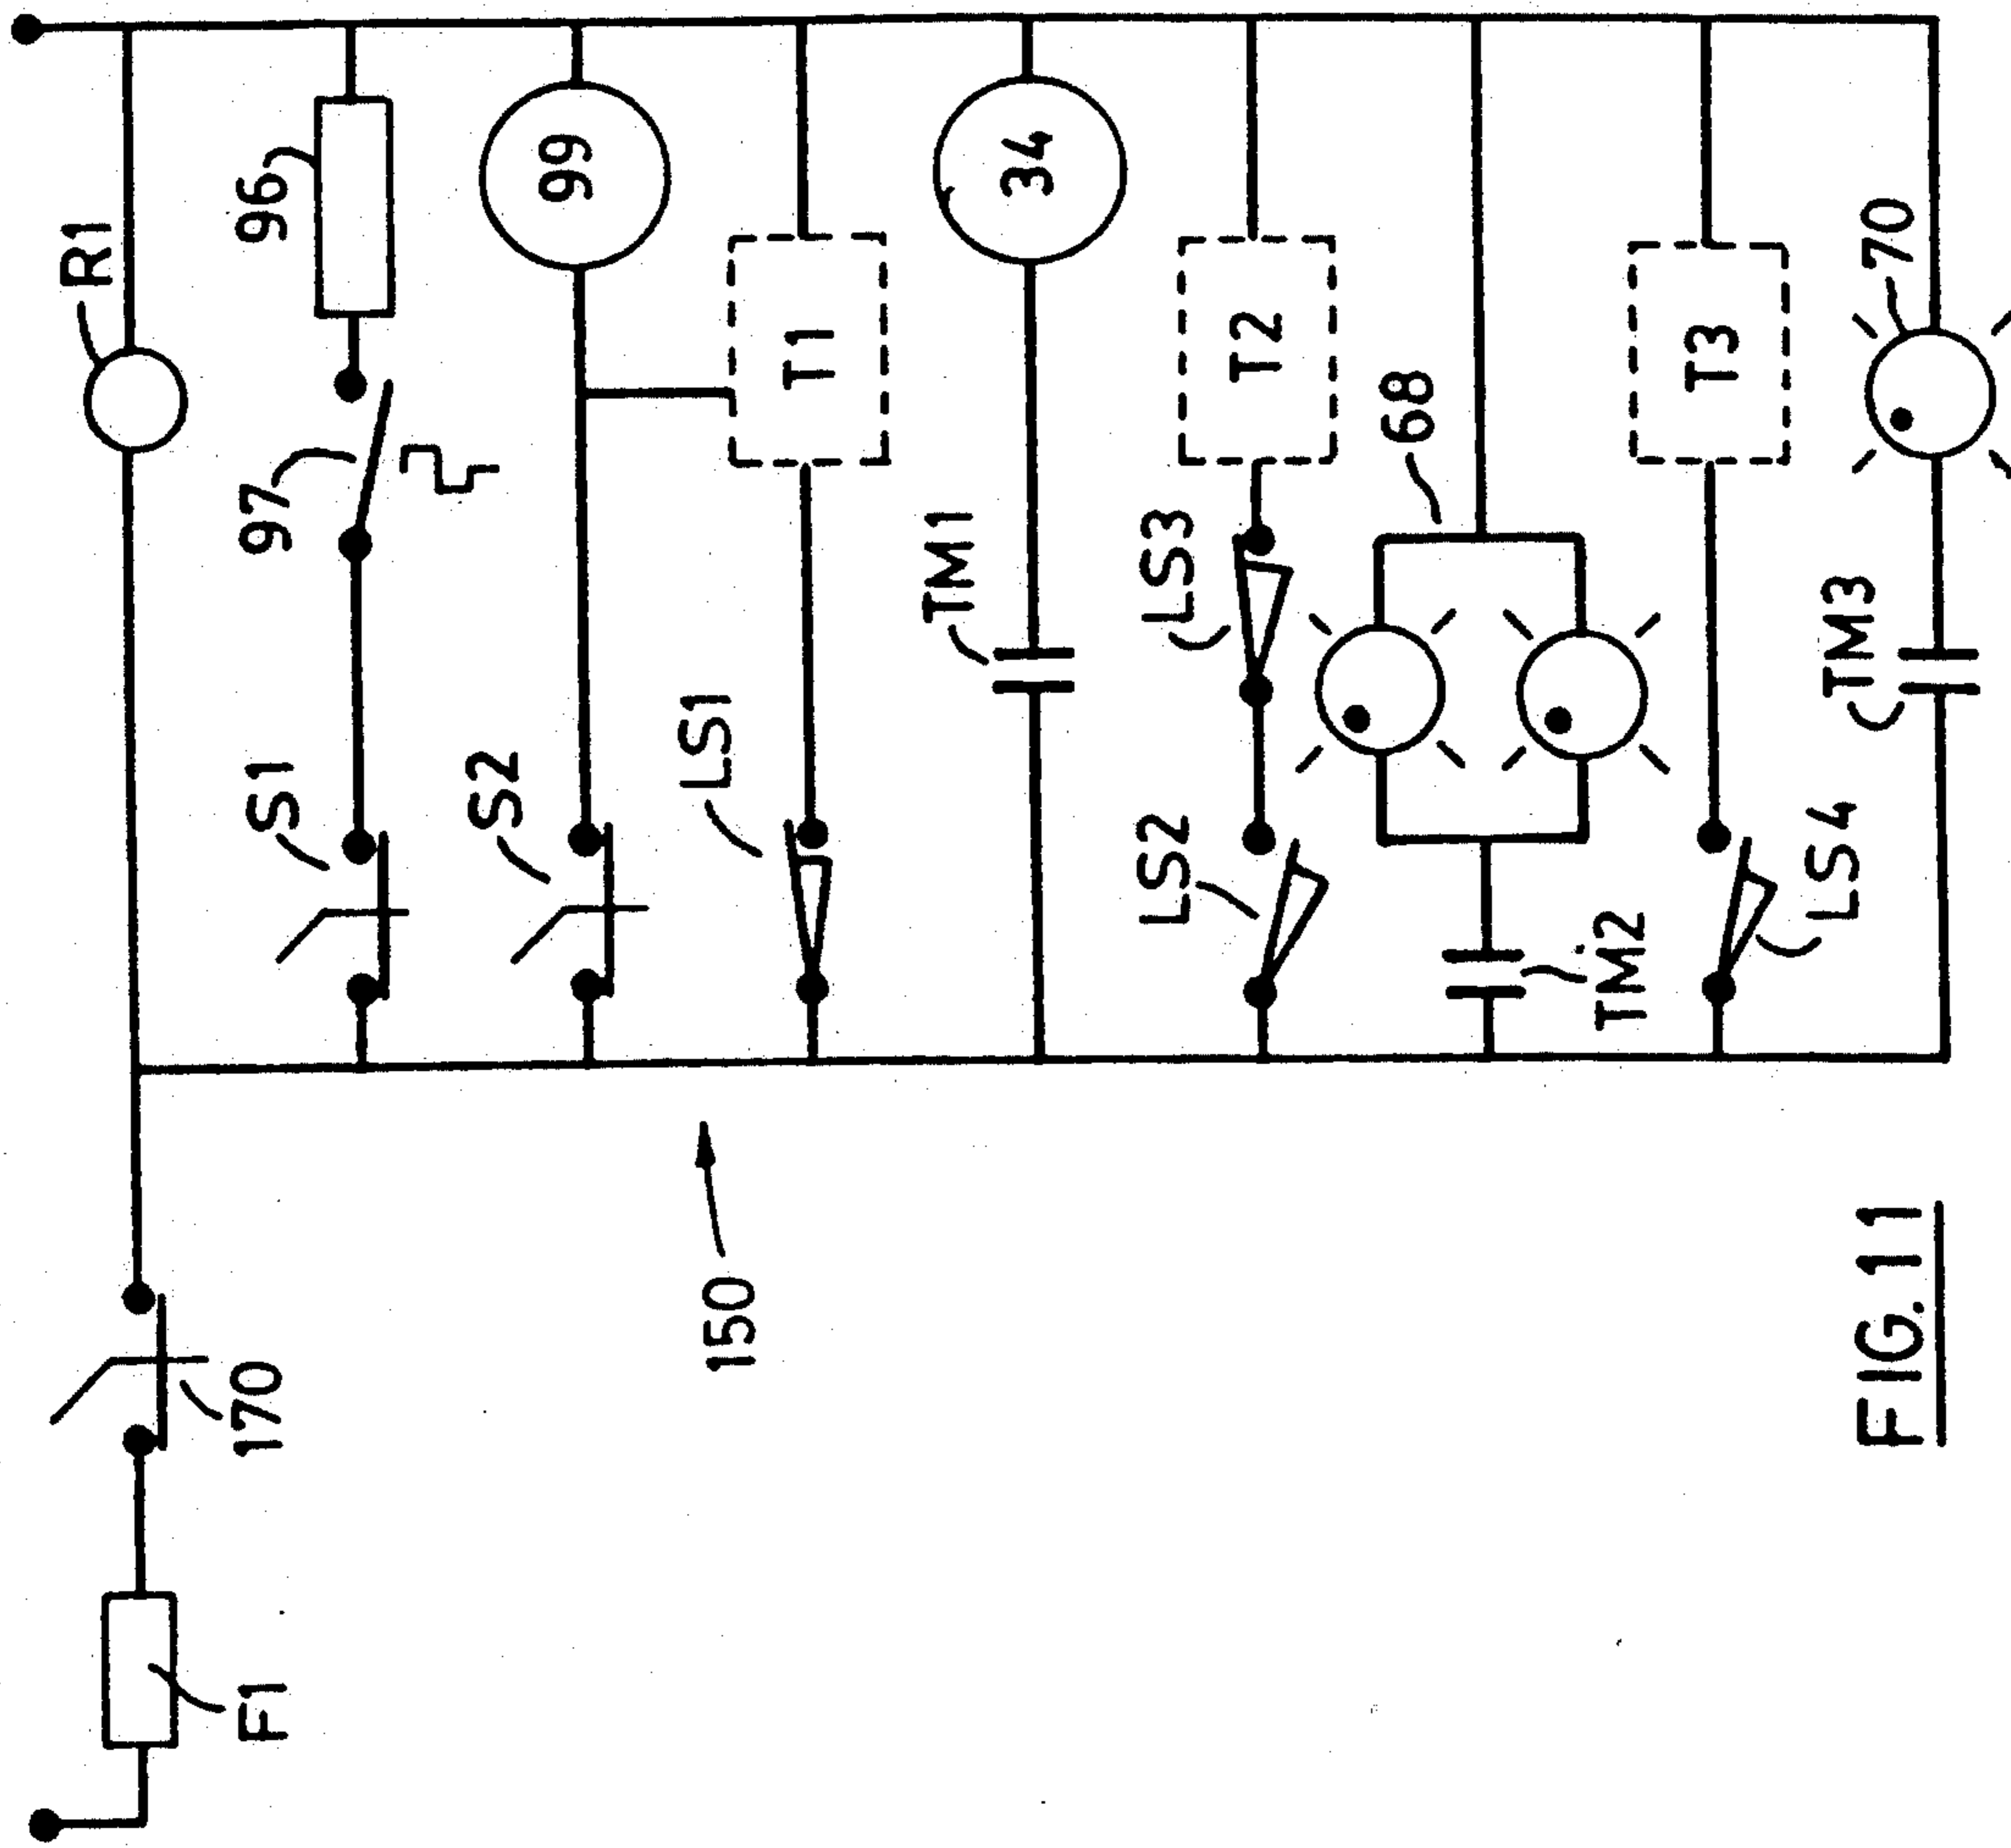 F1
170
150
R1
S1
97
96
S2
99
LS1
T1
TM1
34
LS2
LS3
T2
TM2
68
LS4
T3
TM3
70
FIG. 11